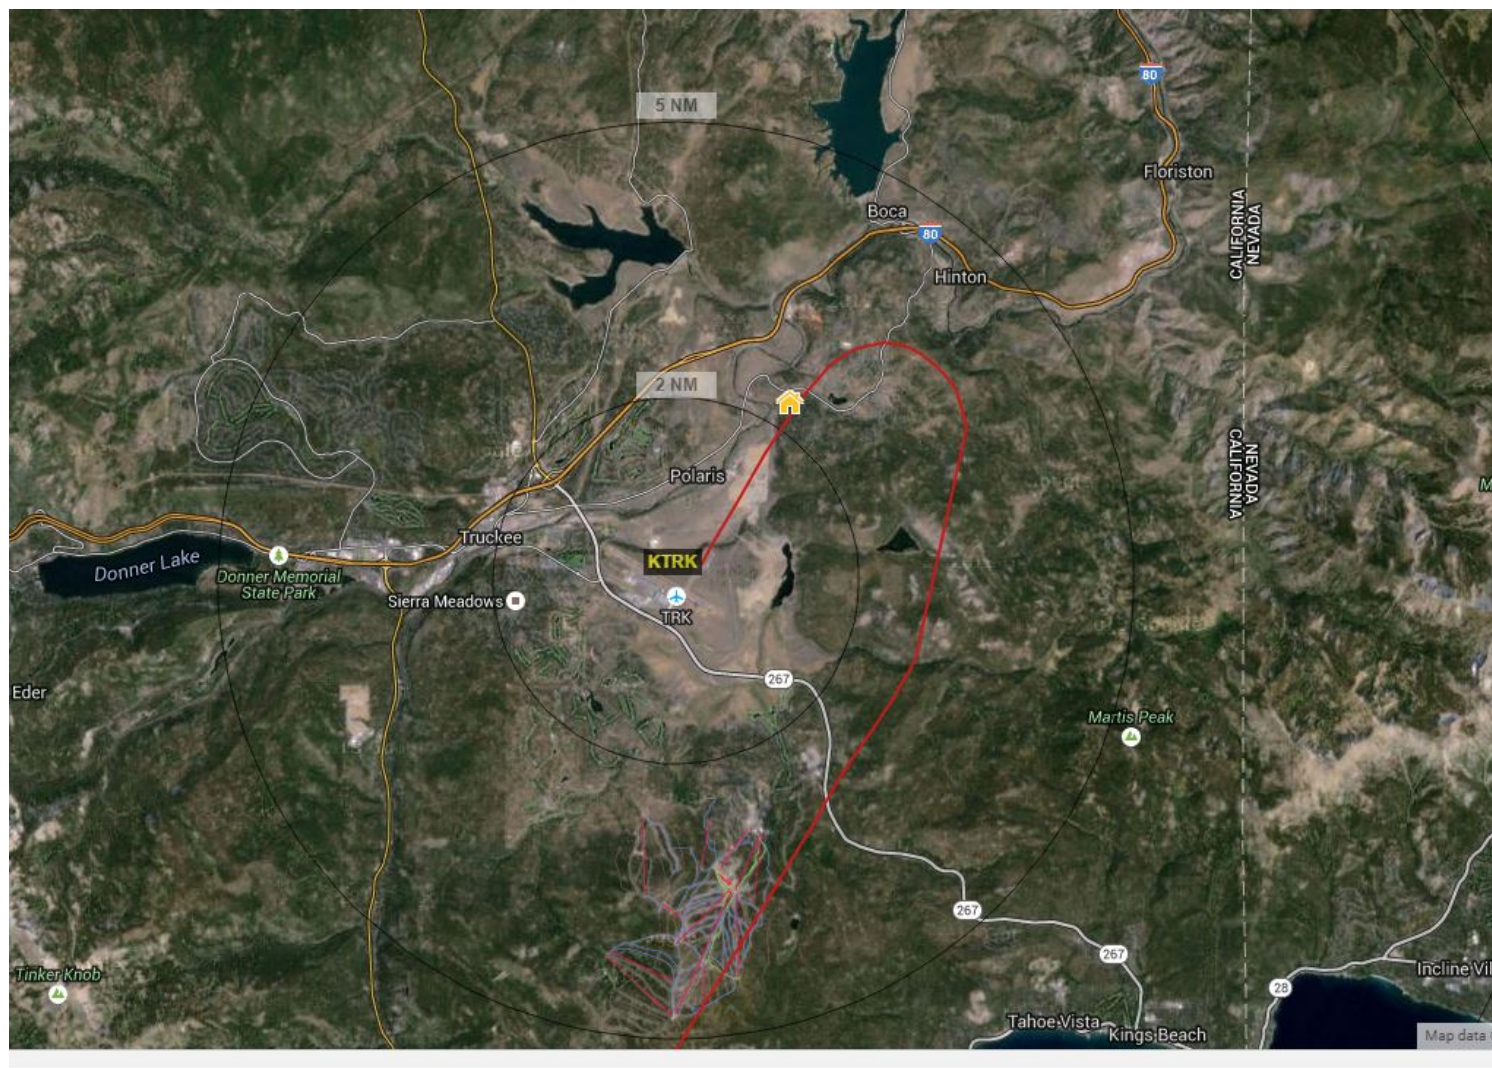 80
5 NM
Floriston
CALIFORNIA
NEVADA
Boca
80
Hinton
2 NM
NEVADA
CALIFORNIA
Polaris
Truckee
Donner Lake
KTRK
Donner Memorial
State Park
Sierra Meadows
TRK
267
Eder
Martis Peak
267
267
Tinker Knob
Incline Vil
28
Tahoe Vista
Kings Beach
Map data